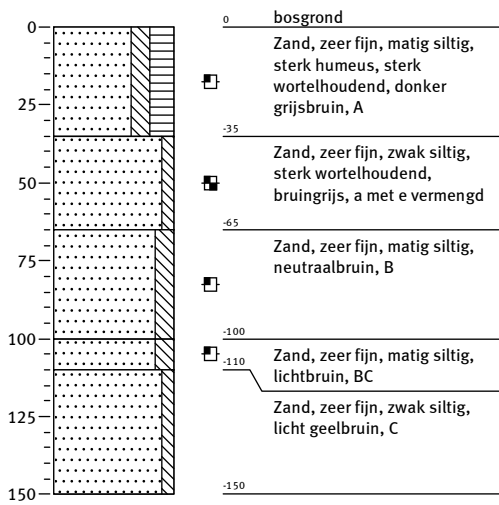 0
25
50
75
100
125
150
0
bosgrond
Zand, zeer fijn, matig siltig,
sterk humeus, sterk
wortelhoudend, donker
grijsbruin, A
-35
Zand, zeer fijn, zwak siltig,
sterk wortelhoudend,
bruingrijs, a met e vermengd
-65
Zand, zeer fijn, matig siltig,
neutraalbruin, B
-100
Zand, zeer fijn, matig siltig,
lichtbruin, BC
-110
Zand, zeer fijn, zwak siltig,
licht geelbruin, C
-150